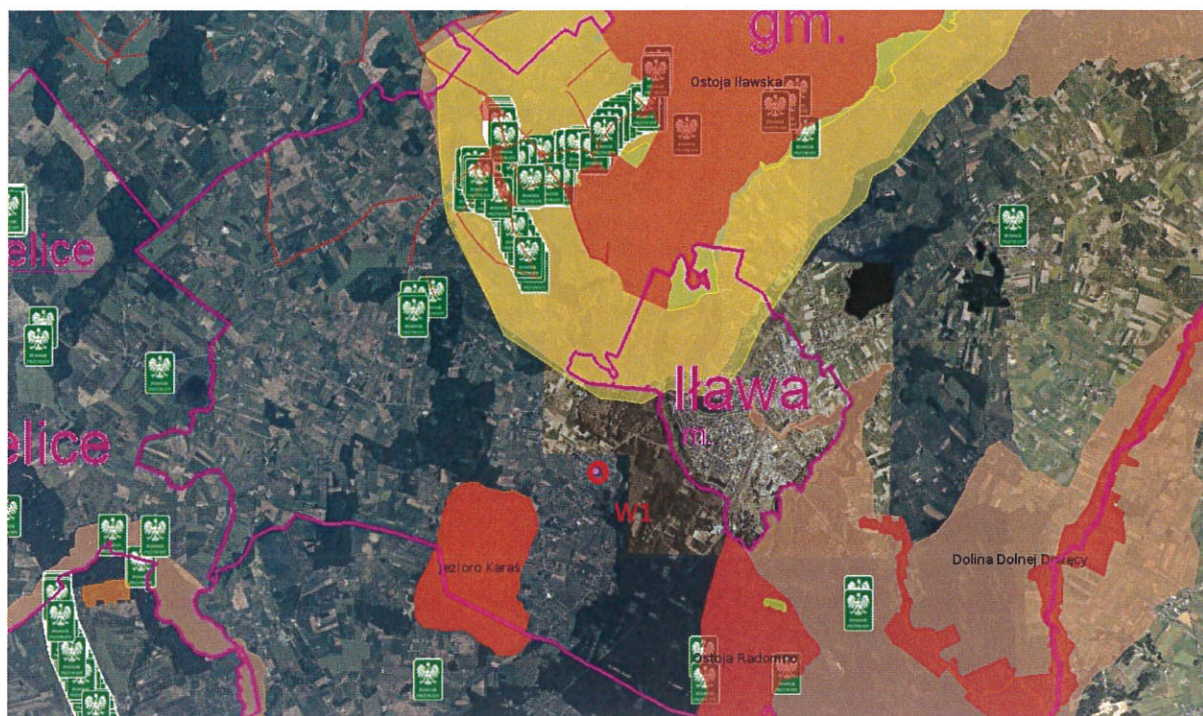 gm.
Ostoja Iławska
elice
Iława
m.
elice
W1
Jezioro Karaś
Dolina Dolnej Drwęcy
Ostoja Radomno